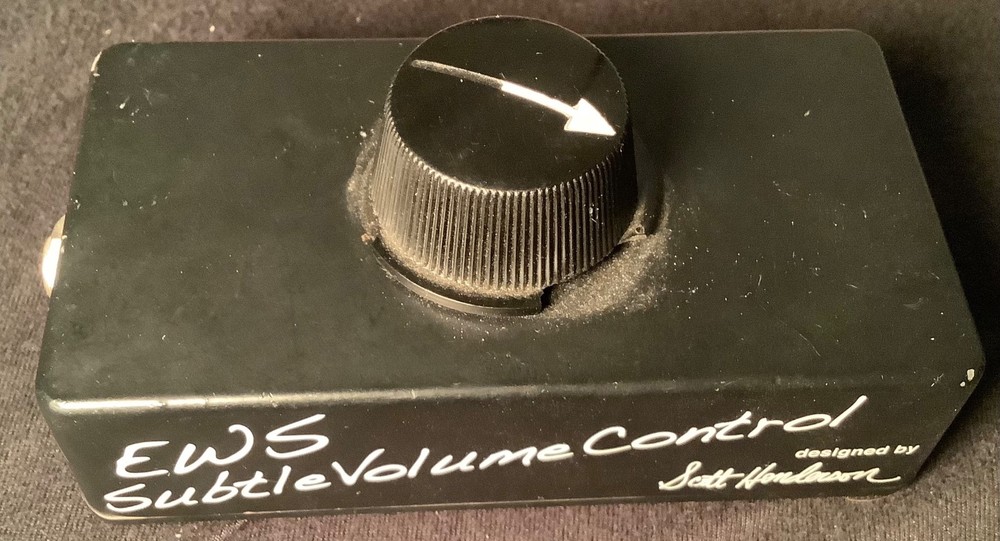 EWS
Subtle Volume Control
designed by
Scott Henderson